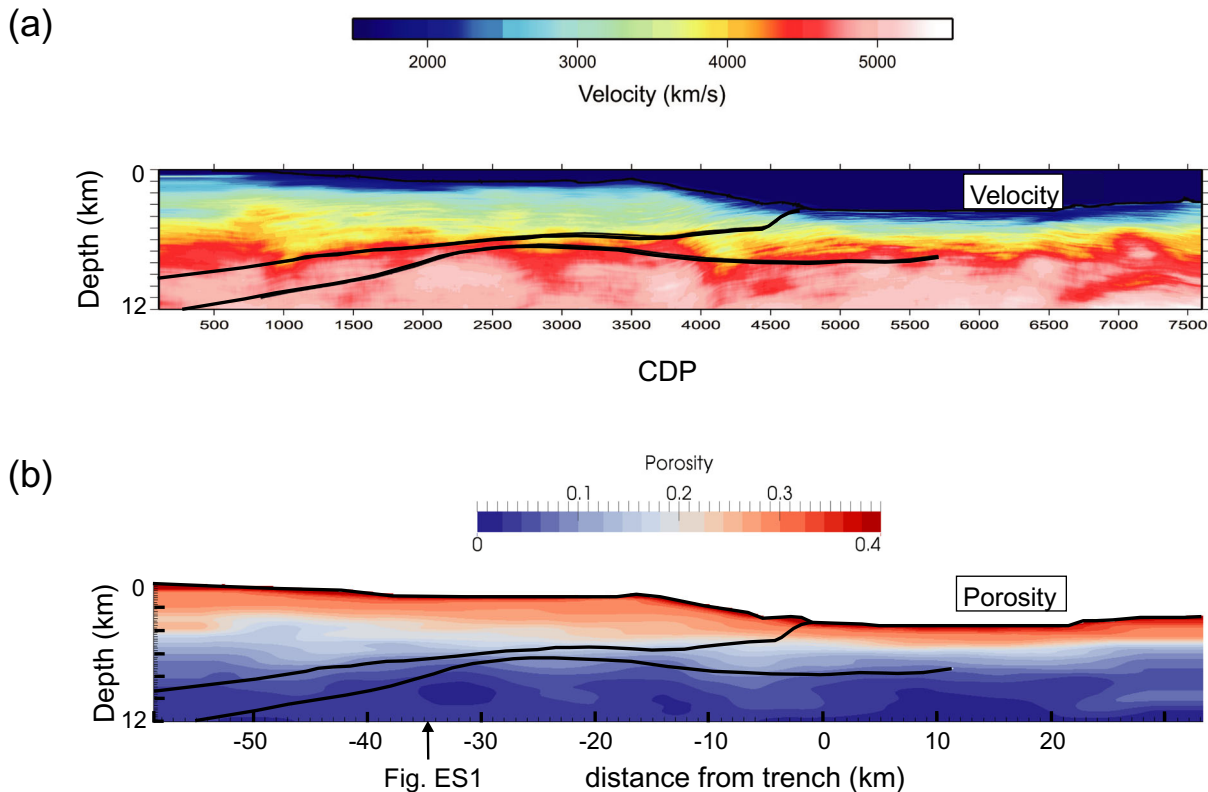 (a)
2000 3000 4000 5000
Velocity (km/s)
0
Velocity
Depth (km)
12
500 1000 1500 2000 2500 3000 3500 4000 4500 5000 5500 6000 6500 7000 7500
CDP
(b)
Porosity
0.1 0.2 0.3
0 0.4
0
Porosity
Depth (km)
12
-50 -40 -30 -20 -10 0 10 20
Fig. ES1 distance from trench (km)